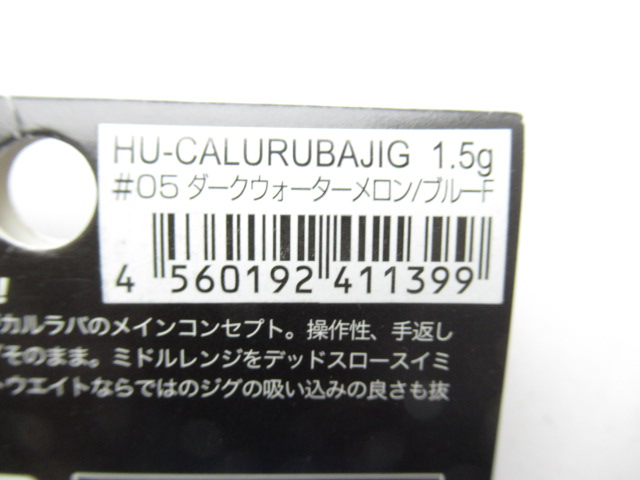 HU-CALURUBAJIG 1.5g
#05 ダークウォーターメロン/ブルーF
4 560192 411399
!
カルラバのメインコンセプト。操作性、手返し
そのまま。ミドルレンジをデッドスロースイミ
ウエイトならではのジグの吸い込みの良さも抜